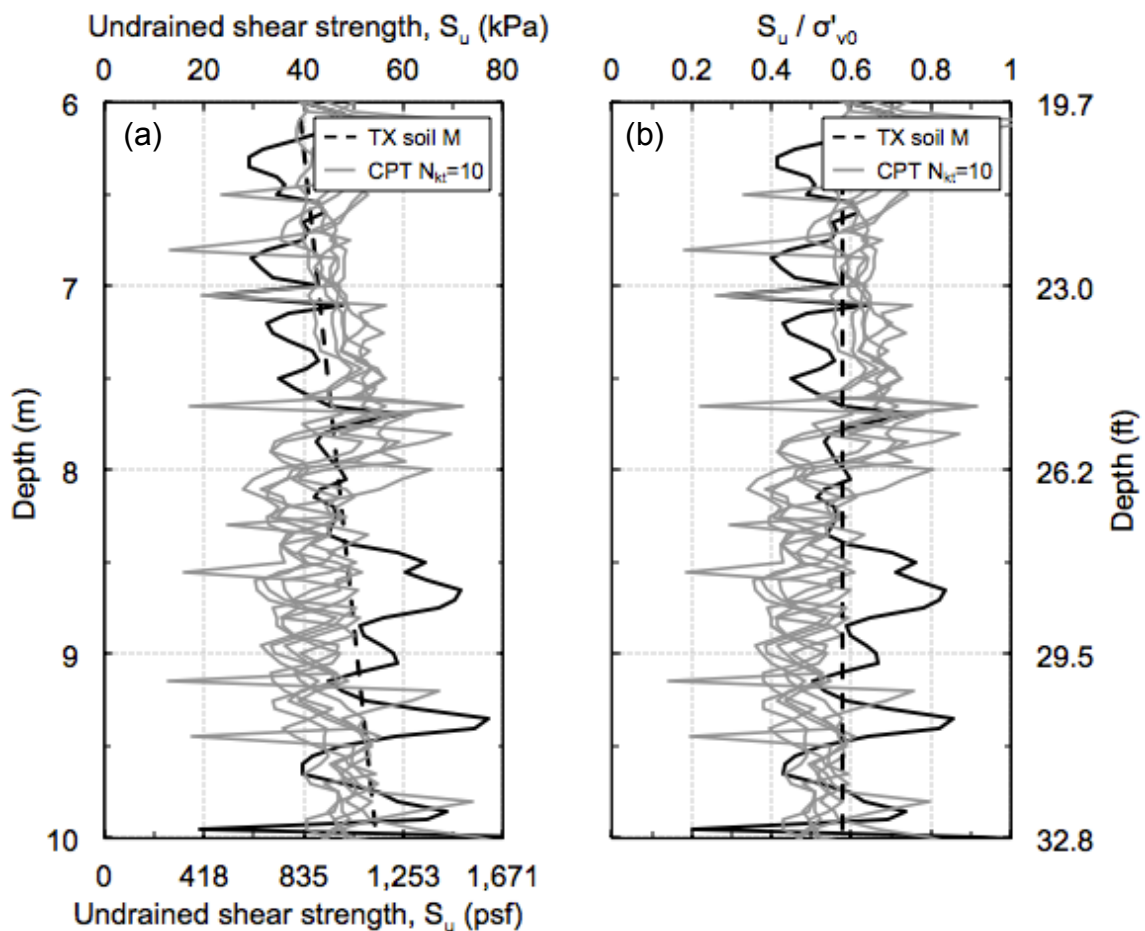 Undrained shear strength, Su (kPa)
0 20 40 60 80
Su / σ'v0
0 0.2 0.4 0.6 0.8 1
(a)
TX soil M
CPT Nkt=10
(b)
TX soil M
CPT Nkt=10
6
7
8
9
10
Depth (m)
19.7
23.0
26.2
29.5
32.8
Depth (ft)
0 418 835 1,253 1,671
Undrained shear strength, Su (psf)